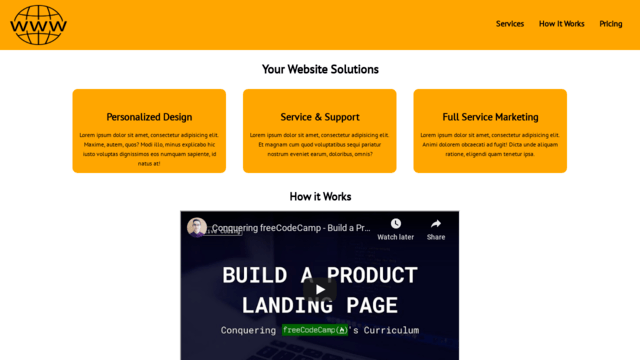 WWW
Services How It Works Pricing
Your Website Solutions
Personalized Design
Lorem ipsum dolor sit amet, consectetur adipisicing elit.
Maxime, autem, quos? Modi illo, minus explicabo hic
iusto voluptas dignissimos eos numquam sapiente, id
natus at!
Service & Support
Lorem ipsum dolor sit amet, consectetur adipisicing elit.
Et magnam cum quod voluptatibus sequi pariatur
nostrum eveniet earum, doloribus, omnis?
Full Service Marketing
Lorem ipsum dolor sit amet, consectetur adipisicing elit.
Animi dolorem obcaecati ad fugit! Dicta unde aliquam
ratione, eligendi quam tenetur ipsa.
How it Works
Conquering freeCodeCamp - Build a Pr...
Watch later Share
BUILD A PRODUCT
LANDING PAGE
Conquering freeCodeCamp(🔥)'s Curriculum